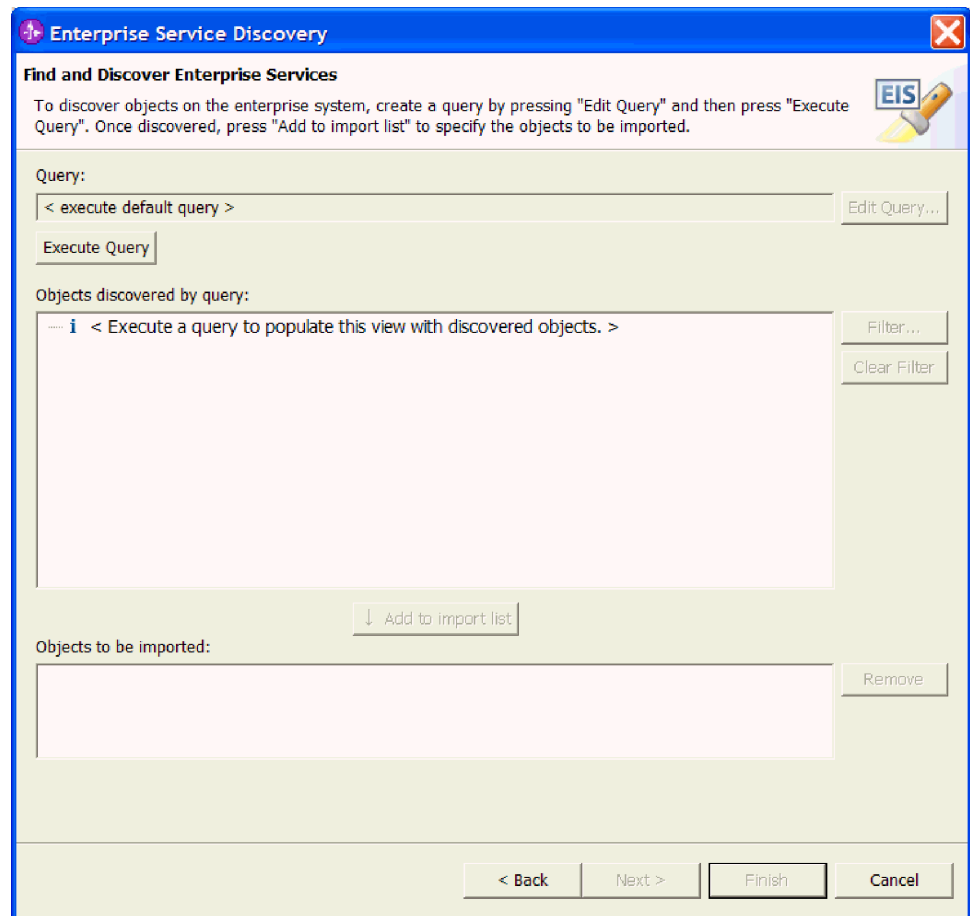 Enterprise Service Discovery
Find and Discover Enterprise Services
To discover objects on the enterprise system, create a query by pressing "Edit Query" and then press "Execute
Query". Once discovered, press "Add to import list" to specify the objects to be imported.
EIS
Query:
< execute default query >
Edit Query...
Execute Query
Objects discovered by query:
i < Execute a query to populate this view with discovered objects. >
Filter...
Clear Filter
↓ Add to import list
Objects to be imported:
Remove
< Back
Next >
Finish
Cancel